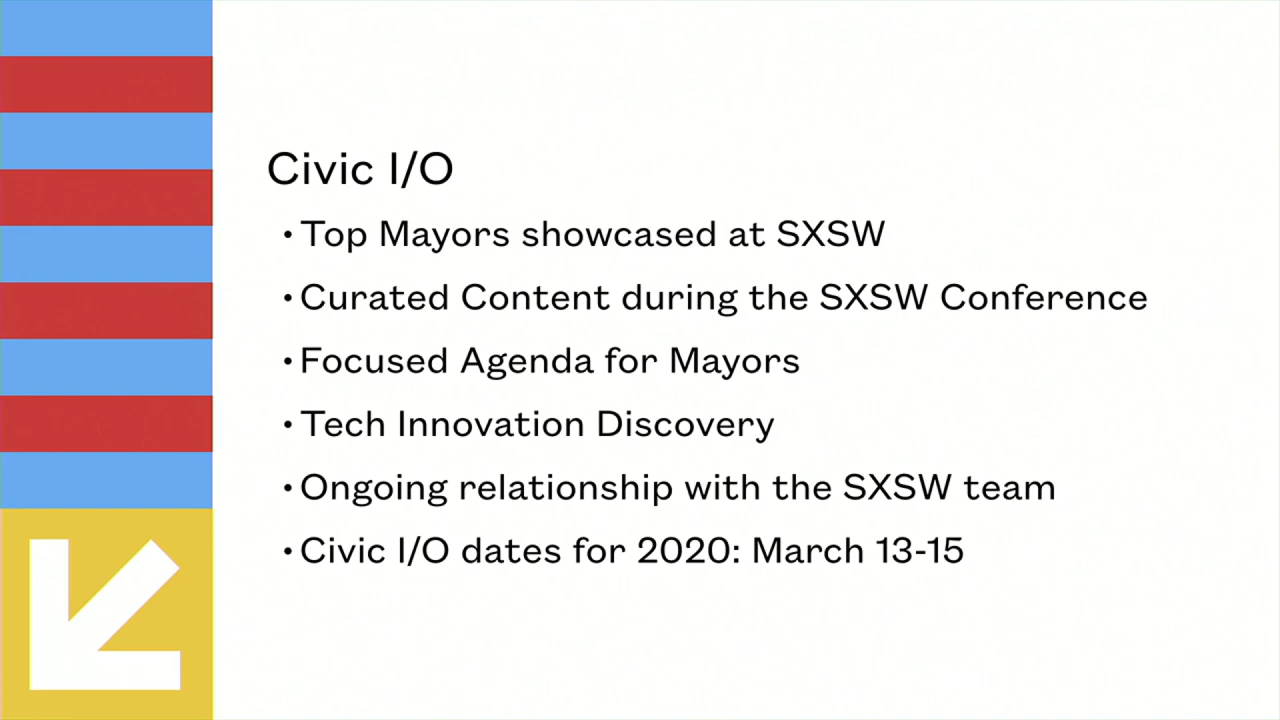 Civic I/O
• Top Mayors showcased at SXSW
• Curated Content during the SXSW Conference
• Focused Agenda for Mayors
• Tech Innovation Discovery
• Ongoing relationship with the SXSW team
• Civic I/O dates for 2020: March 13-15